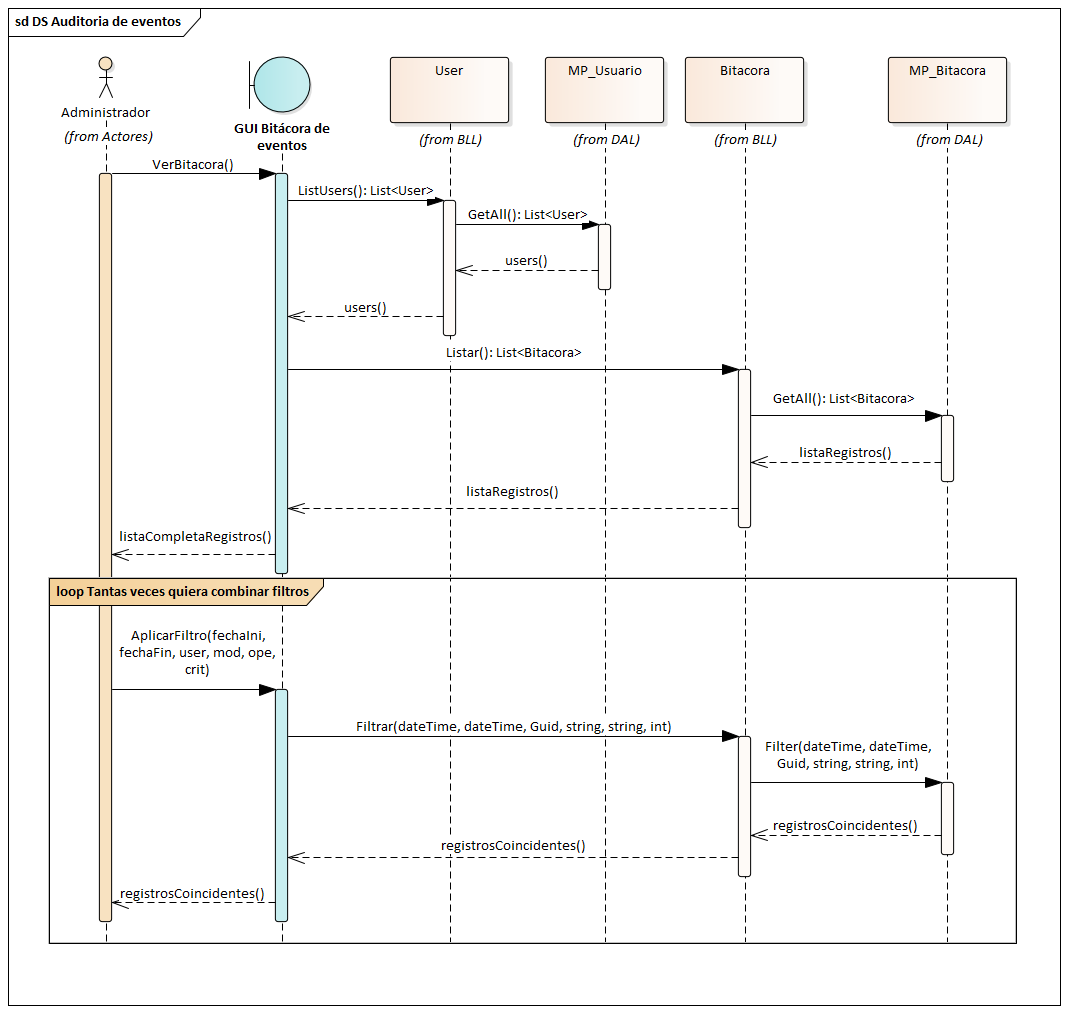 sd DS Auditoria de eventos
User
MP_Usuario
Bitacora
MP_Bitacora
Administrador
(from Actores)
GUI Bitácora de
eventos
(from BLL)
(from DAL)
(from BLL)
(from DAL)
VerBitacora()
ListUsers(): List<User>
GetAll(): List<User>
users()
users()
Listar(): List<Bitacora>
GetAll(): List<Bitacora>
listaRegistros()
listaRegistros()
listaCompletaRegistros()
loop Tantas veces quiera combinar filtros
AplicarFiltro(fechaIni,
fechaFin, user, mod, ope,
crit)
Filtrar(dateTime, dateTime, Guid, string, string, int)
Filter(dateTime, dateTime,
Guid, string, string, int)
registrosCoincidentes()
registrosCoincidentes()
registrosCoincidentes()